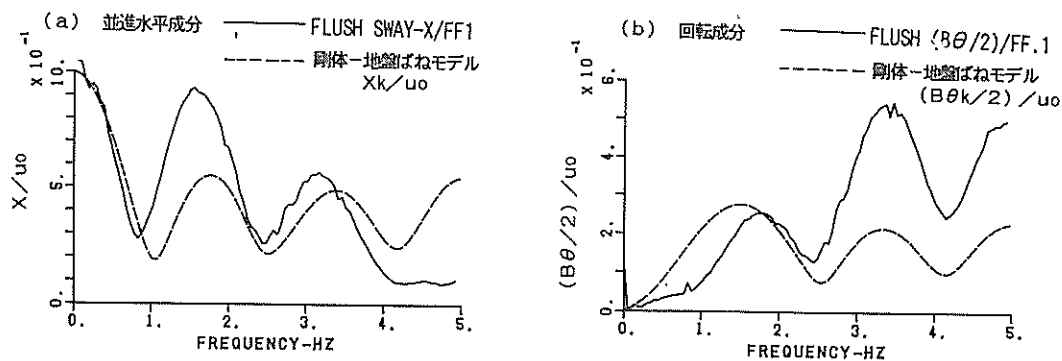 (a) 並進水平成分
FLUSH SWAY-X/FF1
剛体-地盤ばねモデル
Xk/uo
X 10⁻¹
10.
5.
0.
X/uo
0. 1. 2. 3. 4. 5.
FREQUENCY-HZ
(b) 回転成分
FLUSH (Bθ/2)/FF.1
剛体-地盤ばねモデル
(Bθk/2)/uo
X 10⁻¹
6.
4.
2.
0.
(Bθ/2)/uo
0. 1. 2. 3. 4. 5.
FREQUENCY-HZ